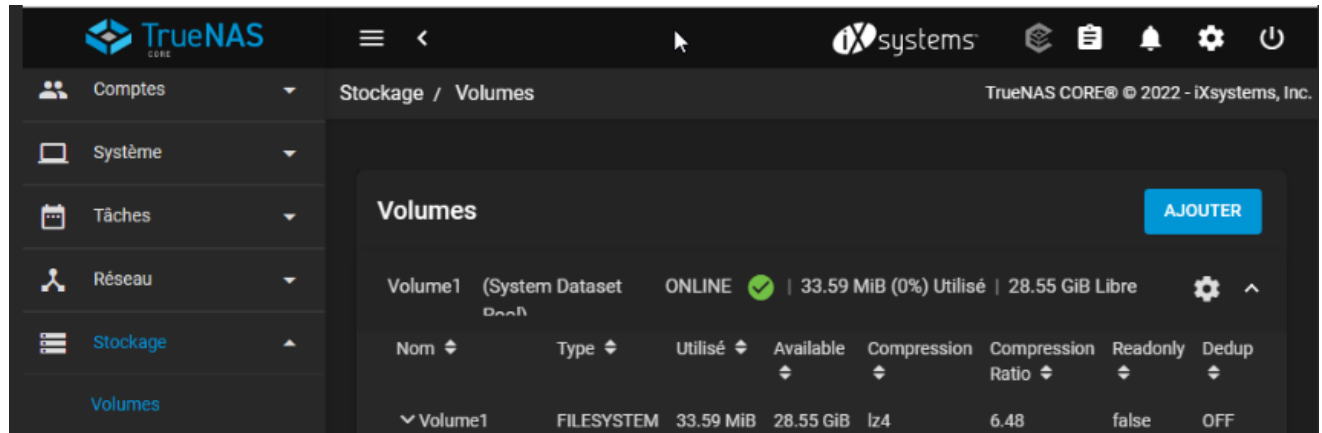 TrueNAS
CORE
iXsystems
Comptes
Stockage / Volumes
TrueNAS CORE® © 2022 - iXsystems, Inc.
Système
Tâches
Volumes
AJOUTER
Réseau
Volume1 (System Dataset Pool) ONLINE | 33.59 MiB (0%) Utilisé | 28.55 GiB Libre
Stockage
Nom Type Utilisé Available Compression Compression Ratio Readonly Dedup
Volumes
Volume1 FILESYSTEM 33.59 MiB 28.55 GiB lz4 6.48 false OFF